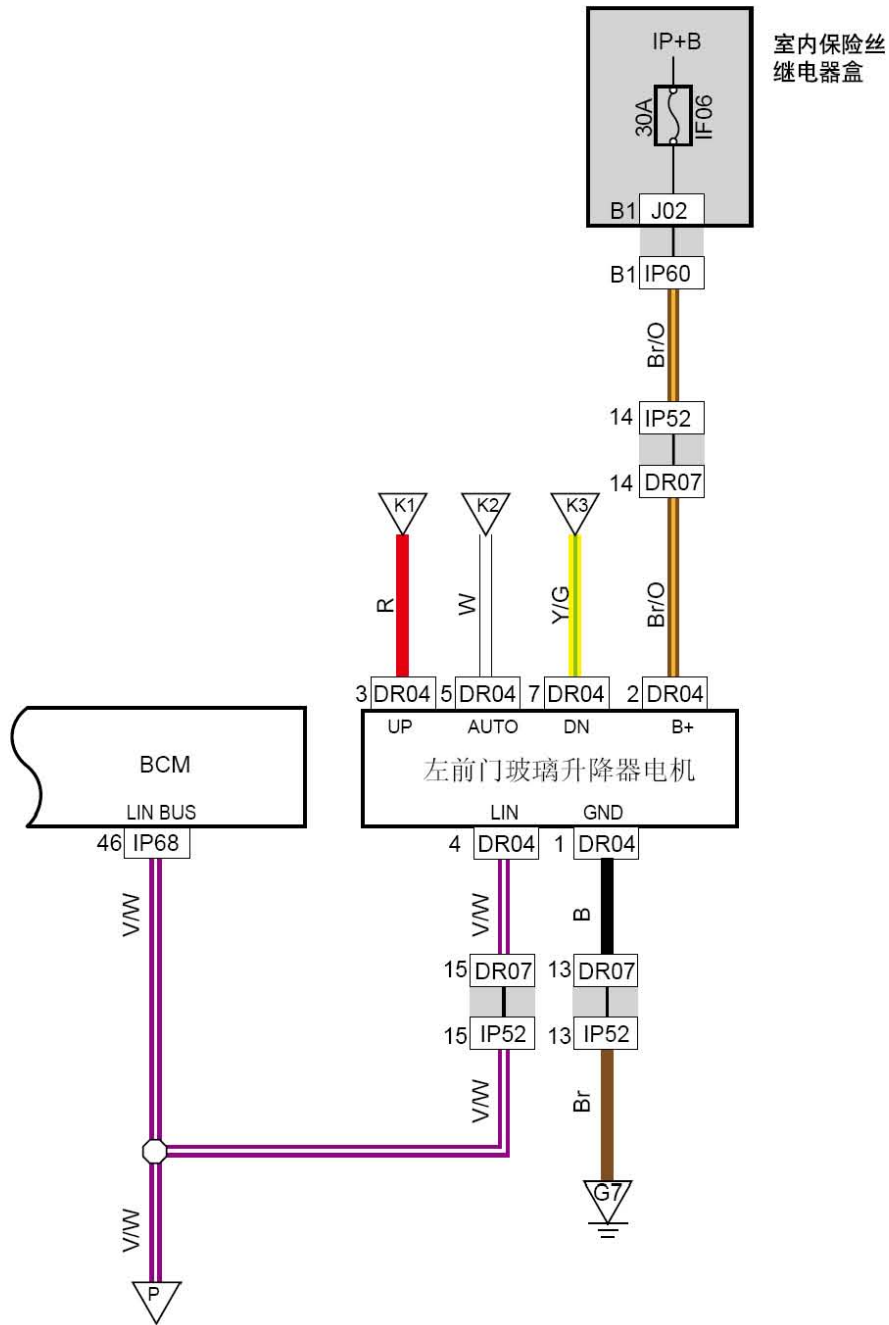 IP+B
室内保险丝
继电器盒
30A
IF06
B1 J02
B1 IP60
Br/O
14 IP52
14 DR07
K1
K2
K3
R
W
Y/G
Br/O
3 DR04
5 DR04
7 DR04
2 DR04
UP
AUTO
DN
B+
BCM
左前门玻璃升降器电机
LIN BUS
LIN
GND
46 IP68
4 DR04
1 DR04
V/W
V/W
B
15 DR07
13 DR07
15 IP52
13 IP52
V/W
Br
G7
V/W
P